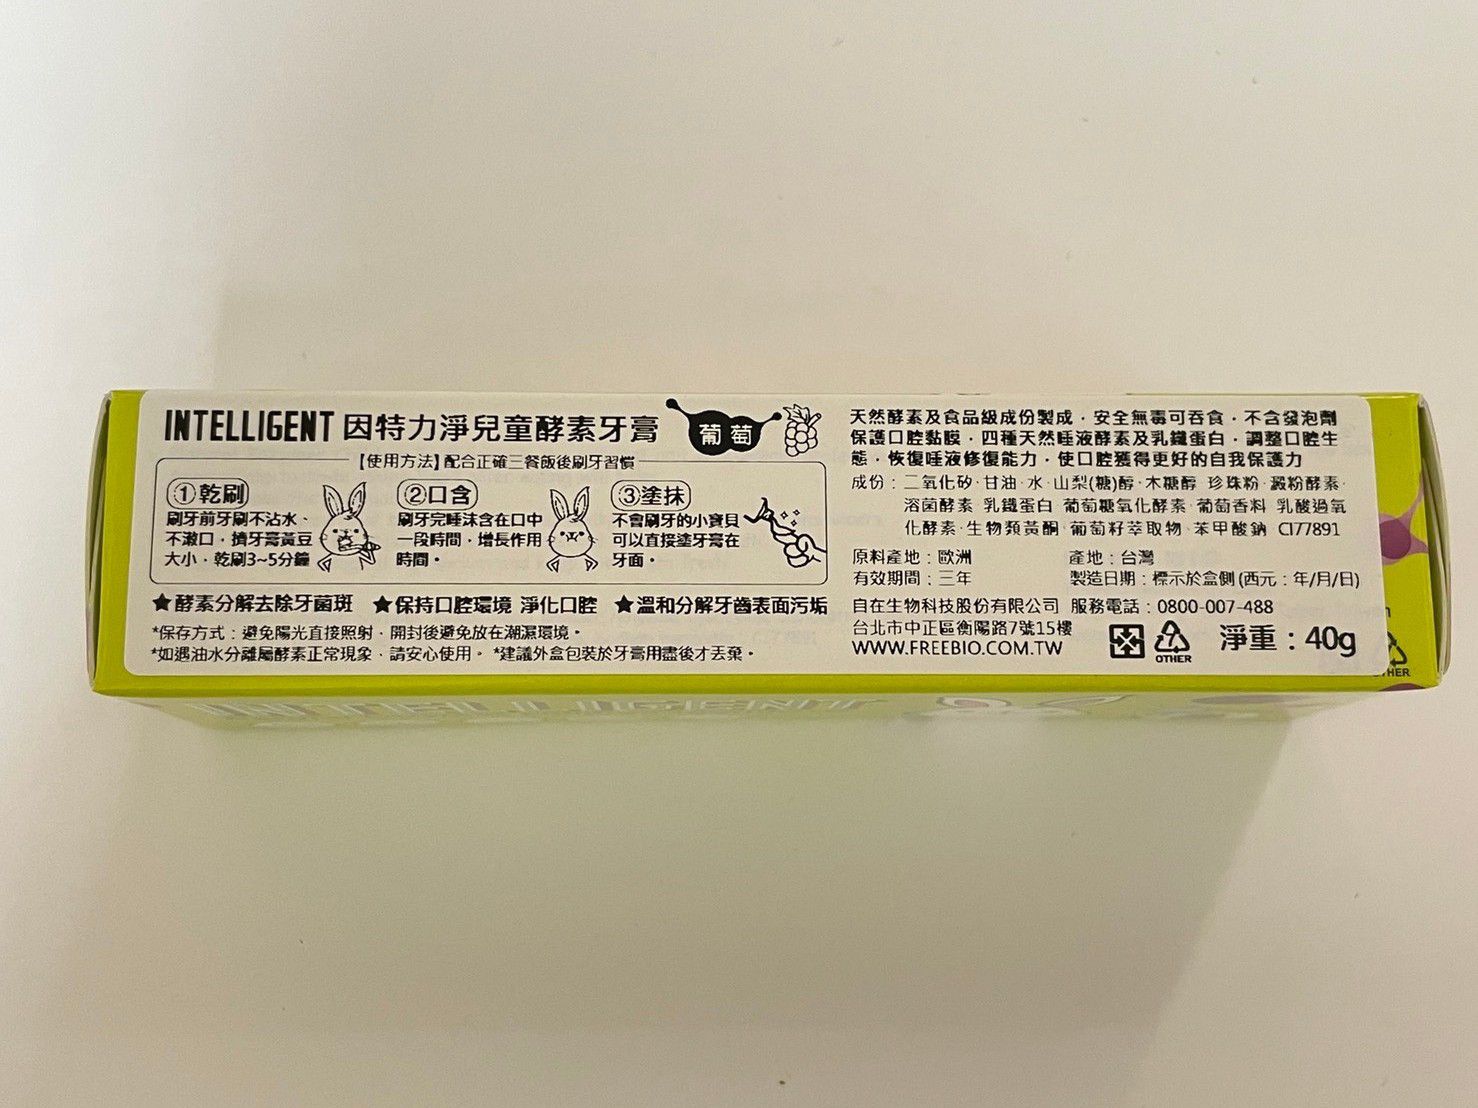 INTELLIGENT 因特力淨兒童酵素牙膏 葡萄
【使用方法】配合正確三餐飯後刷牙習慣
①乾刷
刷牙前牙刷不沾水、
不漱口，擠牙膏黃豆
大小，乾刷3~5分鐘
②口含
刷牙完唾沫含在口中
一段時間，增長作用
時間。
③塗抹
不會刷牙的小寶貝
可以直接塗牙膏在
牙面。
★酵素分解去除牙菌斑 ★保持口腔環境 淨化口腔 ★溫和分解牙齒表面污垢
*保存方式：避免陽光直接照射、開封後避免放在潮濕環境。
*如遇油水分離屬酵素正常現象、請安心使用。 *建議外盒包裝於牙膏用盡後才丟棄。
天然酵素及食品級成份製成，安全無毒可吞食，不含發泡劑
保護口腔黏膜，四種天然唾液酵素及乳鐵蛋白，調整口腔生
態，恢復唾液修復能力，使口腔獲得更好的自我保護力
成份：二氧化矽·甘油·水·山梨(糖)醇·木糖醇 珍珠粉·澱粉酵素·
溶菌酵素 乳鐵蛋白 葡萄糖氧化酵素·葡萄香料 乳酸過氧
化酵素·生物類黃酮·葡萄籽萃取物·苯甲酸鈉 CI77891
原料產地：歐洲 產地：台灣
有效期間：三年 製造日期：標示於盒側(西元：年/月/日)
自在生物科技股份有限公司 服務電話：0800-007-488
台北市中正區衡陽路7號15樓
WWW.FREEBIO.COM.TW
OTHER
淨重：40g